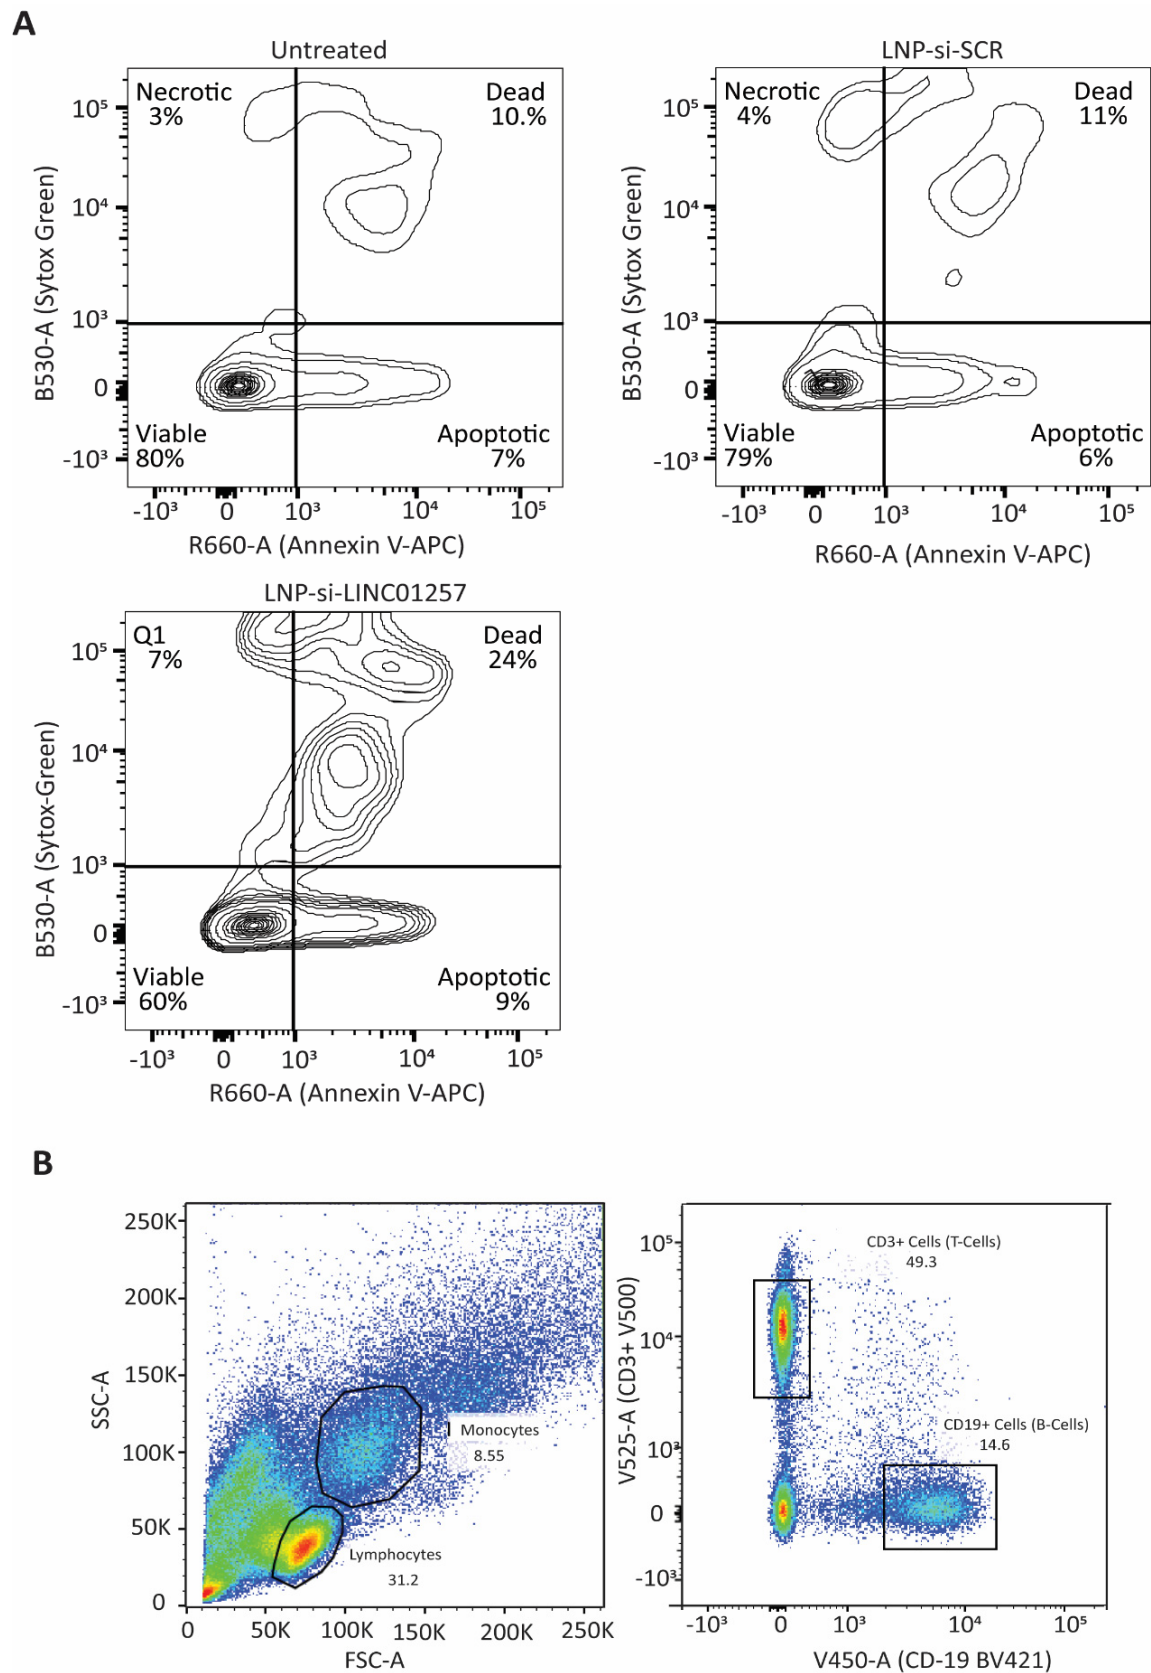 A
Untreated
Necrotic
3%
Dead
10.%
Viable
80%
Apoptotic
7%
10⁵
10⁴
10³
0
-10³
B530-A (Sytox Green)
-10³ 0 10³ 10⁴ 10⁵
R660-A (Annexin V-APC)
LNP-si-SCR
Necrotic
4%
Dead
11%
Viable
79%
Apoptotic
6%
10⁵
10⁴
10³
0
-10³
B530-A (Sytox Green)
-10³ 0 10³ 10⁴ 10⁵
R660-A (Annexin V-APC)
LNP-si-LINC01257
Q1
7%
Dead
24%
Viable
60%
Apoptotic
9%
10⁵
10⁴
10³
0
-10³
B530-A (Sytox-Green)
-10³ 0 10³ 10⁴ 10⁵
R660-A (Annexin V-APC)
B
250K
200K
150K
100K
50K
0
SSC-A
Monocytes
8.55
Lymphocytes
31.2
0 50K 100K 150K 200K 250K
FSC-A
10⁵
10⁴
10³
0
-10³
V525-A (CD3+ V500)
CD3+ Cells (T-Cells)
49.3
CD19+ Cells (B-Cells)
14.6
-10³ 0 10³ 10⁴ 10⁵
V450-A (CD-19 BV421)